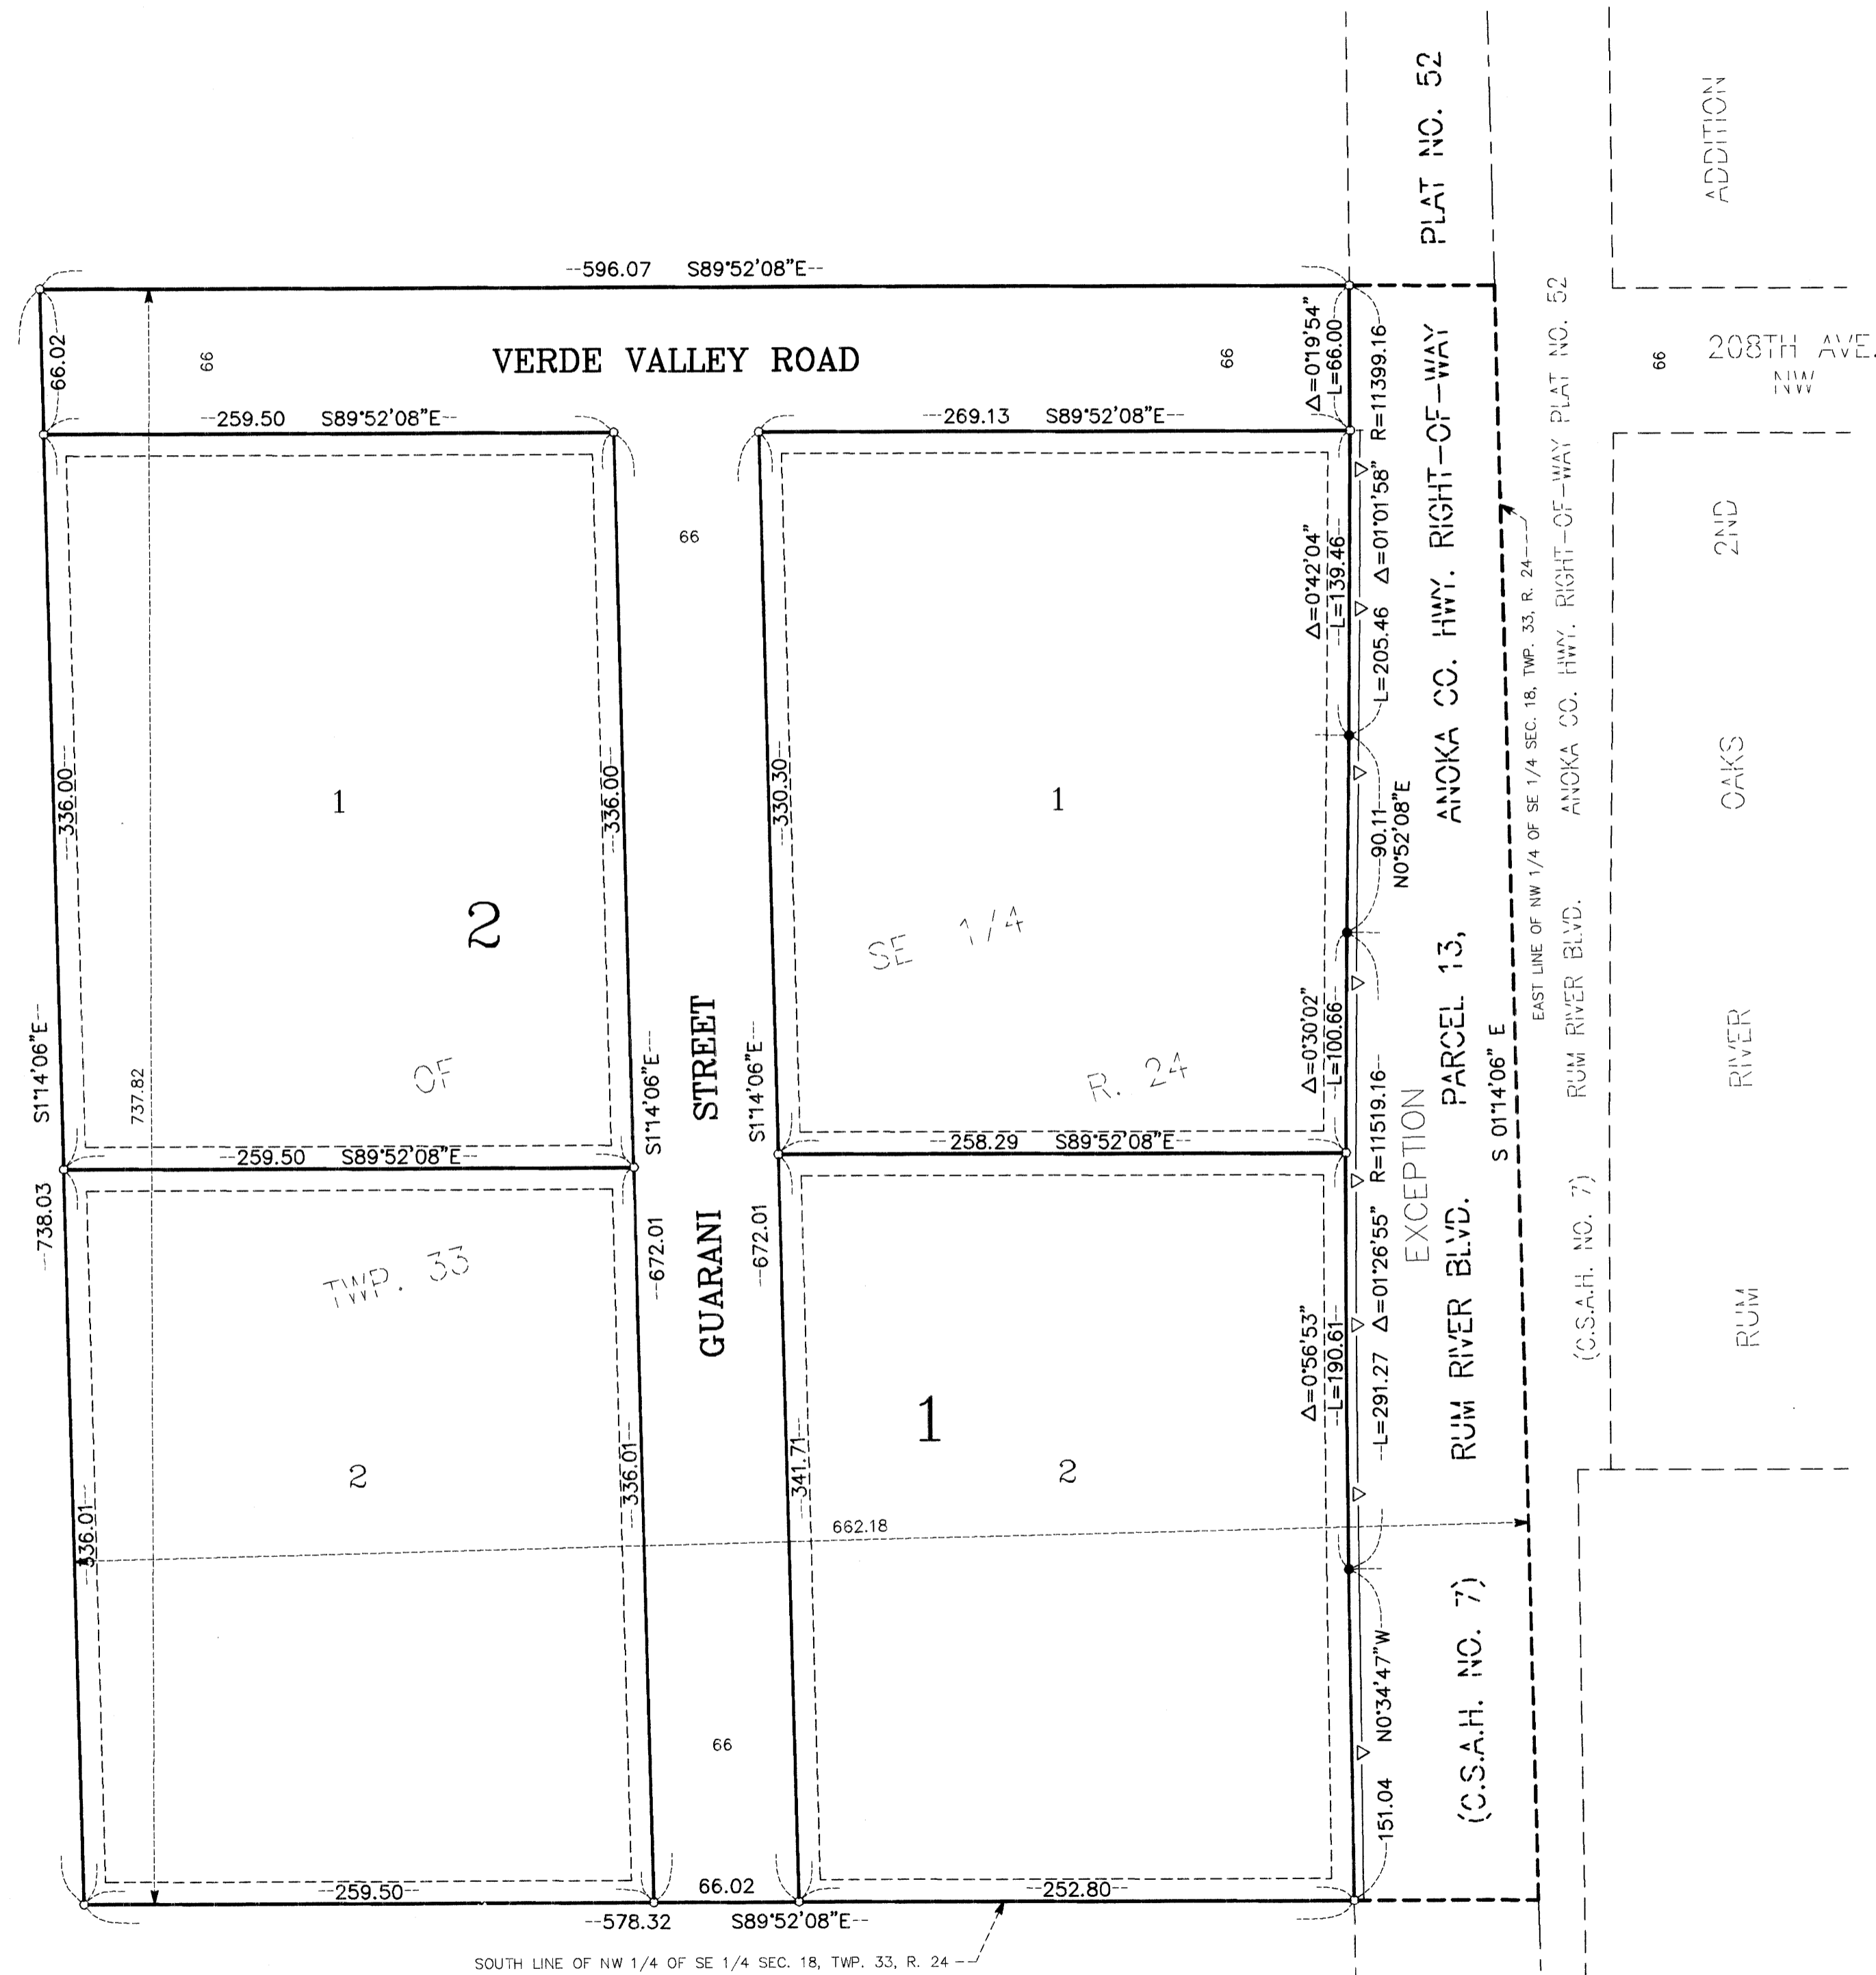 PLAT NO. 52
ADDITION
--596.07 S89°52'08"E--
66.02
66
VERDE VALLEY ROAD
66
Δ=0°19'54"
L=66.00
R=11399.16
66
208TH AVE.
NW
--259.50 S89°52'08"E--
--269.13 S89°52'08"E--
66
Δ=0°42'04"
L=139.46
L=205.46 Δ=01°01'58"
ANOKA CO. HWY. RIGHT-OF-WAY
EAST LINE OF NW 1/4 OF SE 1/4 SEC. 18, TWP. 33, R. 24
ANOKA CO. HWY. RIGHT-OF-WAY PLAT NO. 52
2ND
--336.00--
1
--336.00--
--330.30--
1
90.11
N0°52'08"E
OAKS
2
SE 1/4
S1°14'06"E--
737.82
OF
S1°14'06"E--
GUARANI STREET
S1°14'06"E--
R. 24
Δ=0°30'02"
L=100.66
R=11519.16--
EXCEPTION
PARCEL 13,
S 01°14'06" E
RUM RIVER BLVD.
RIVER
--259.50 S89°52'08"E--
--258.29 S89°52'08"E--
--738.03
TWP. 33
--672.01
--672.01
Δ=0°56'53"
--L=190.61--
--L=291.27 Δ=01°26'55"
RUM RIVER BLVD.
(C.S.A.H. NO. 7)
RUM
1
2
2
336.01--
336.01--
341.71--
662.18
--151.04 N0°34'47"W--
(C.S.A.H. NO. 7)
66
--259.50--
66.02
--252.80--
--578.32 S89°52'08"E--
SOUTH LINE OF NW 1/4 OF SE 1/4 SEC. 18, TWP. 33, R. 24